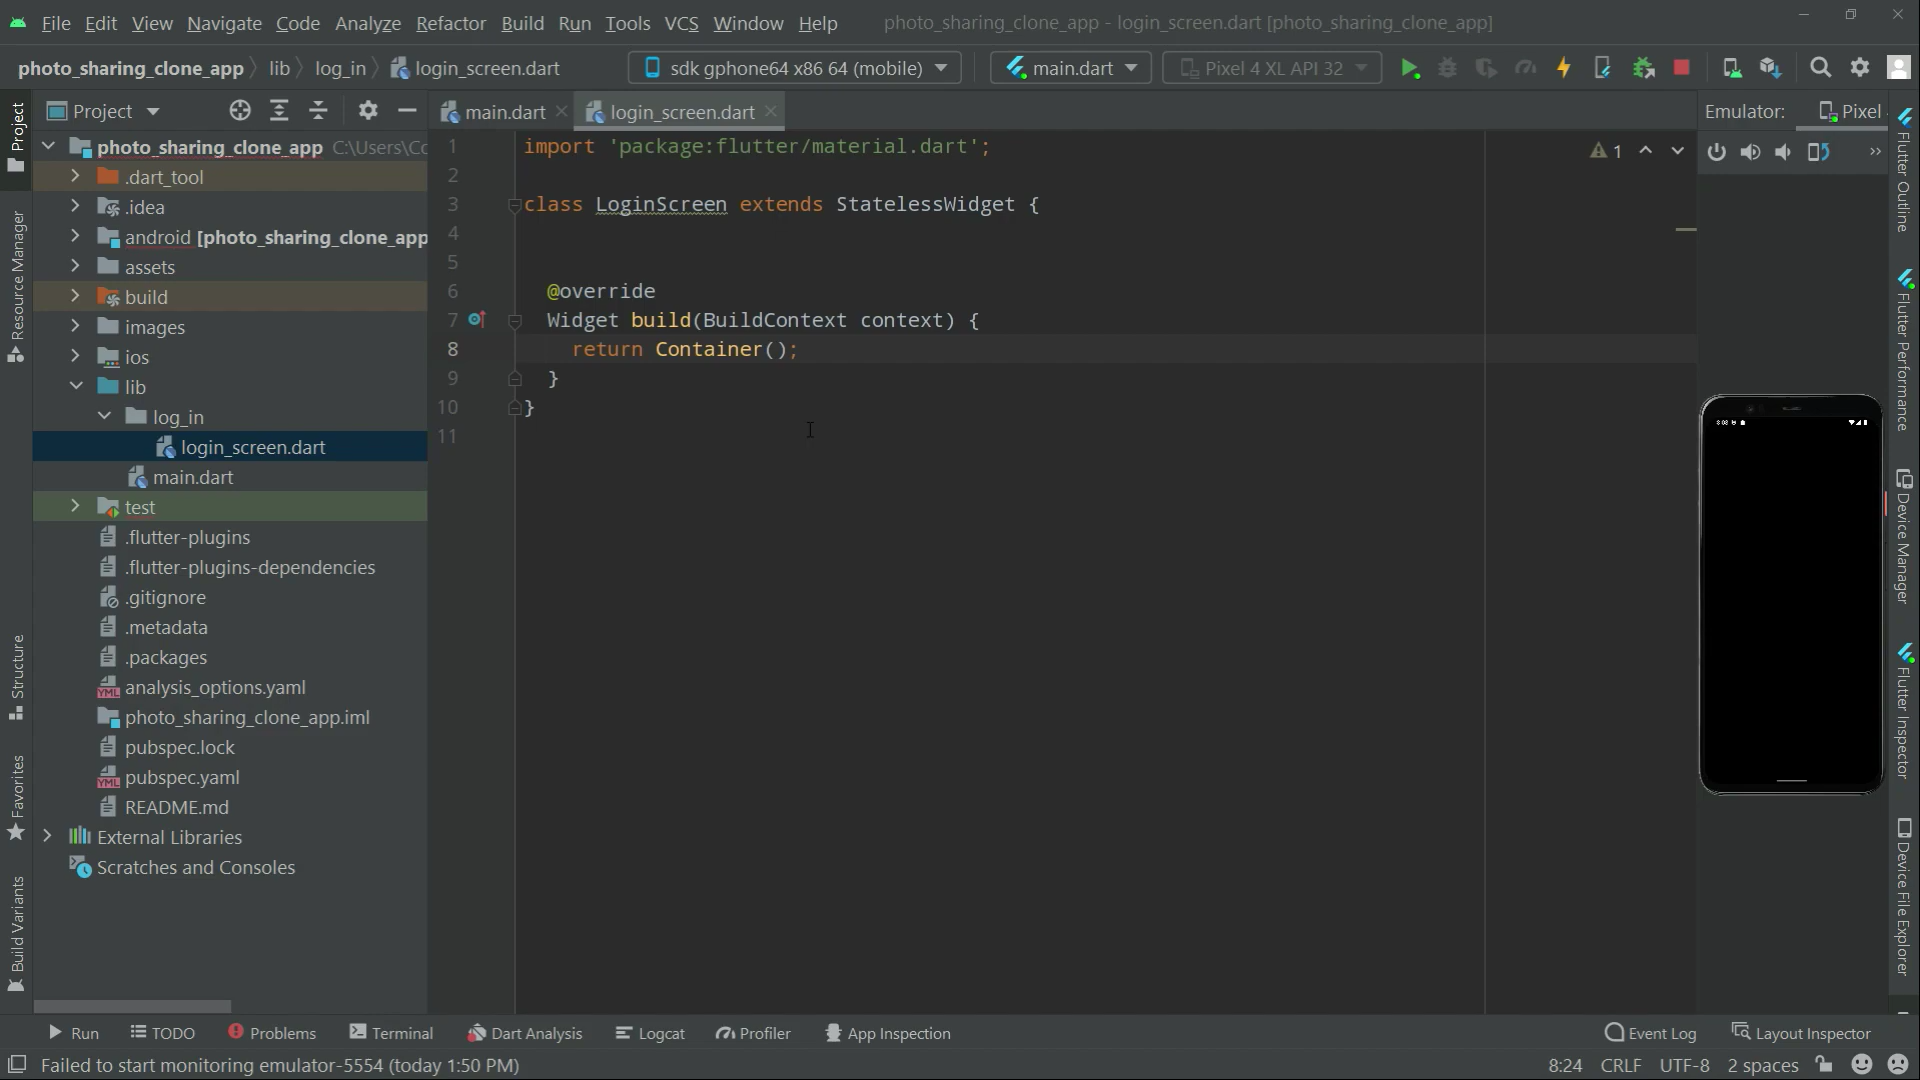 File Edit View Navigate Code Analyze Refactor Build Run Tools VCS Window Help photo_sharing_clone_app - login_screen.dart [photo_sharing_clone_app]
photo_sharing_clone_app lib log_in login_screen.dart sdk gphone64 x86 64 (mobile) main.dart Pixel 4 XL API 32
Project main.dart login_screen.dart Emulator: Pixel
photo_sharing_clone_app C:\Users\Cc
.dart_tool
.idea
android [photo_sharing_clone_app
assets
build
images
ios
lib
log_in
login_screen.dart
main.dart
test
.flutter-plugins
.flutter-plugins-dependencies
.gitignore
.metadata
.packages
analysis_options.yaml
photo_sharing_clone_app.iml
pubspec.lock
pubspec.yaml
README.md
External Libraries
Scratches and Consoles
1 import 'package:flutter/material.dart';
2
3 class LoginScreen extends StatelessWidget {
4
5
6 @override
7 Widget build(BuildContext context) {
8 return Container();
9 }
10 }
11
1
Project
Resource Manager
Structure
Favorites
Build Variants
Flutter Outline
Flutter Performance
Device Manager
Flutter Inspector
Device File Explorer
Run TODO Problems Terminal Dart Analysis Logcat Profiler App Inspection Event Log Layout Inspector
Failed to start monitoring emulator-5554 (today 1:50 PM) 8:24 CRLF UTF-8 2 spaces